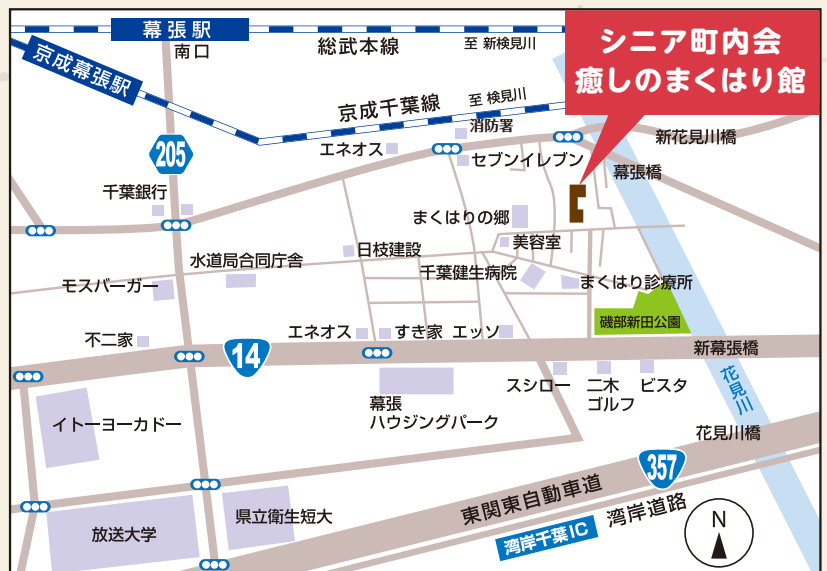 幕張駅
南口
総武本線
至 新検見川
シニア町内会
癒しのまくはり館
京成幕張駅
京成千葉線
至 検見川
消防署
エネオス
セブンイレブン
新花見川橋
幕張橋
205
千葉銀行
まくはりの郷
美容室
日枝建設
水道局合同庁舎
千葉健生病院
まくはり診療所
モスバーガー
磯部新田公園
不二家
エネオス
すき家
エッソ
14
新幕張橋
スシロー
二木
ゴルフ
ビスタ
花見川
幕張
ハウジングパーク
イトーヨーカドー
花見川橋
357
東関東自動車道
湾岸道路
湾岸千葉IC
県立衛生短大
放送大学
N